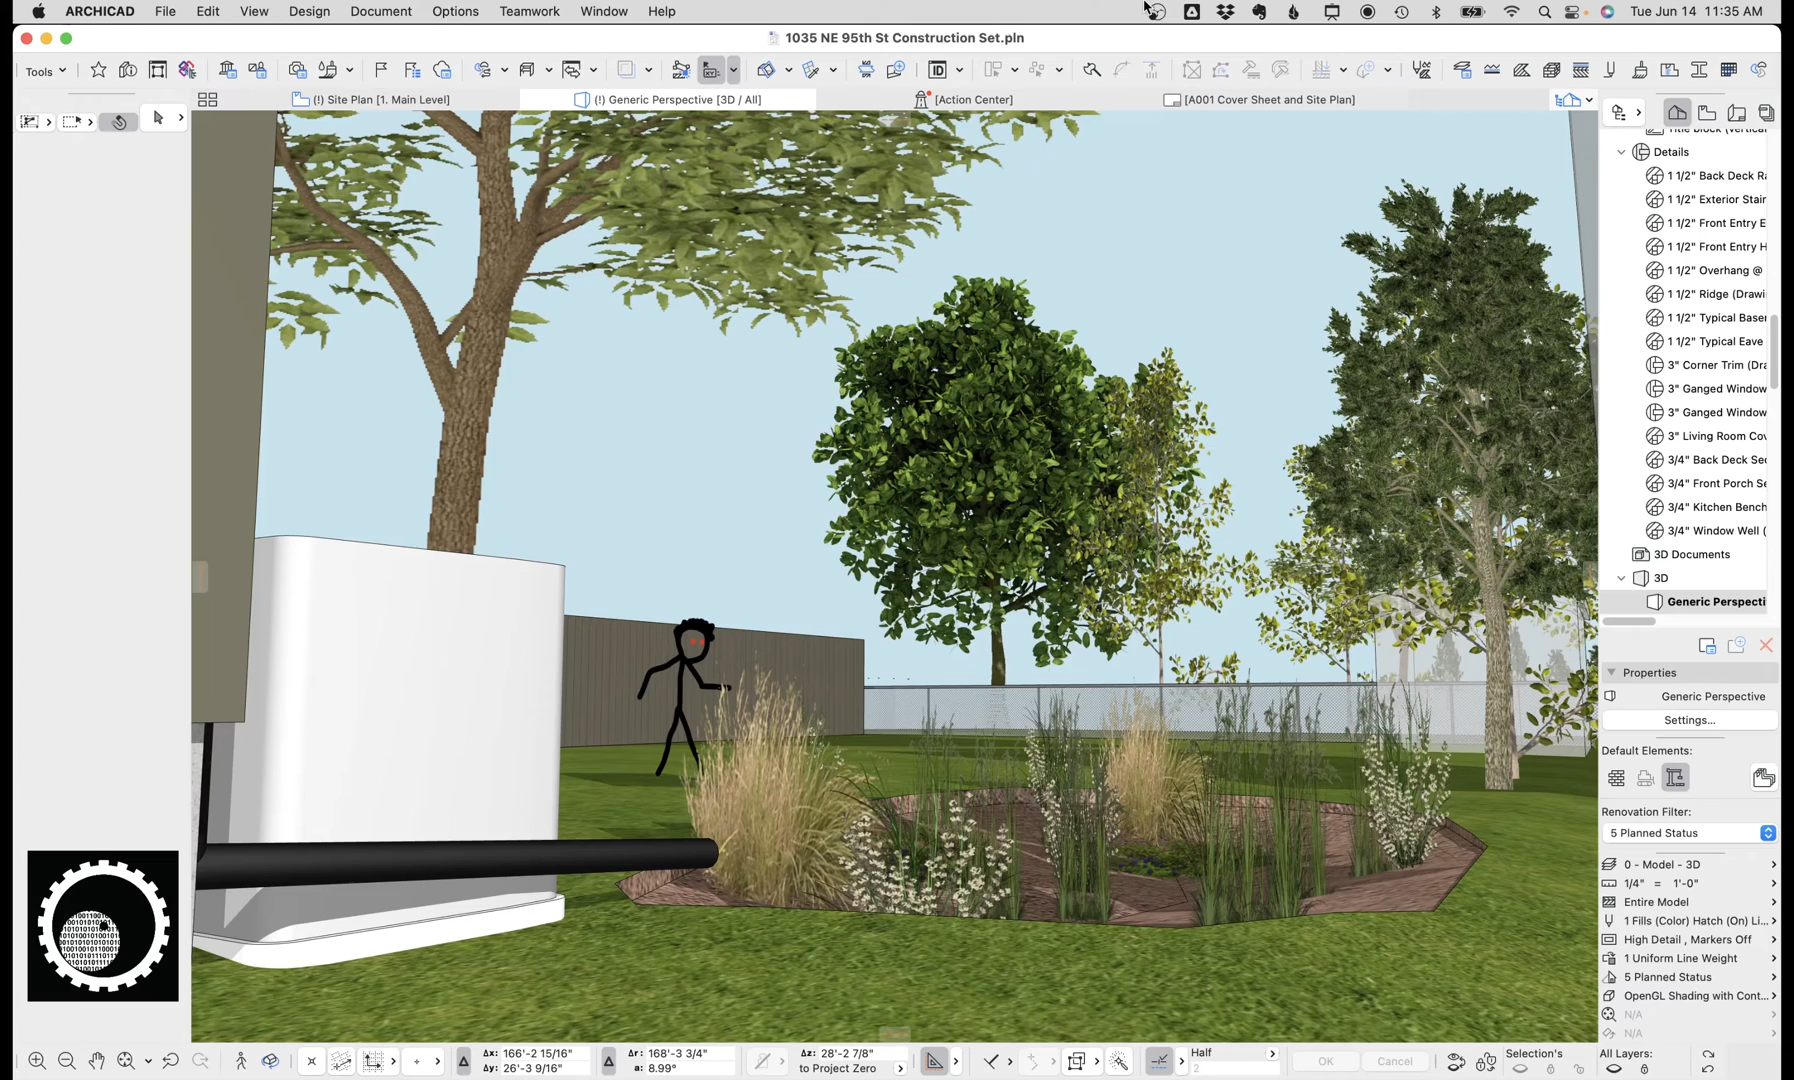 ARCHICAD File Edit View Design Document Options Teamwork Window Help Tue Jun 14 11:35 AM
1035 NE 95th St Construction Set.pln
Tools
(!) Site Plan [1. Main Level] (!) Generic Perspective [3D / All] [Action Center] [A001 Cover Sheet and Site Plan]
Title Block (Vertical
Details
1 1/2" Back Deck Ra
1 1/2" Exterior Stair
1 1/2" Front Entry E
1 1/2" Front Entry H
1 1/2" Overhang @
1 1/2" Ridge (Drawi
1 1/2" Typical Base
1 1/2" Typical Eave
3" Corner Trim (Dra
3" Ganged Window
3" Ganged Window
3" Living Room Co
3/4" Back Deck Se
3/4" Front Porch Se
3/4" Kitchen Bench
3/4" Window Well (
3D Documents
3D
Generic Perspecti
Properties
Generic Perspective
Settings...
Default Elements:
Renovation Filter:
5 Planned Status
0 - Model - 3D
1/4" = 1'-0"
Entire Model
1 Fills (Color) Hatch (On) Li...
High Detail , Markers Off
1 Uniform Line Weight
5 Planned Status
OpenGL Shading with Cont...
N/A
N/A
Δx: 166'-2 15/16"
Δy: 26'-3 9/16"
Δr: 168'-3 3/4"
a: 8.99°
Δz: 28'-2 7/8"
to Project Zero
Half
2
OK
Cancel
Selection's
All Layers: